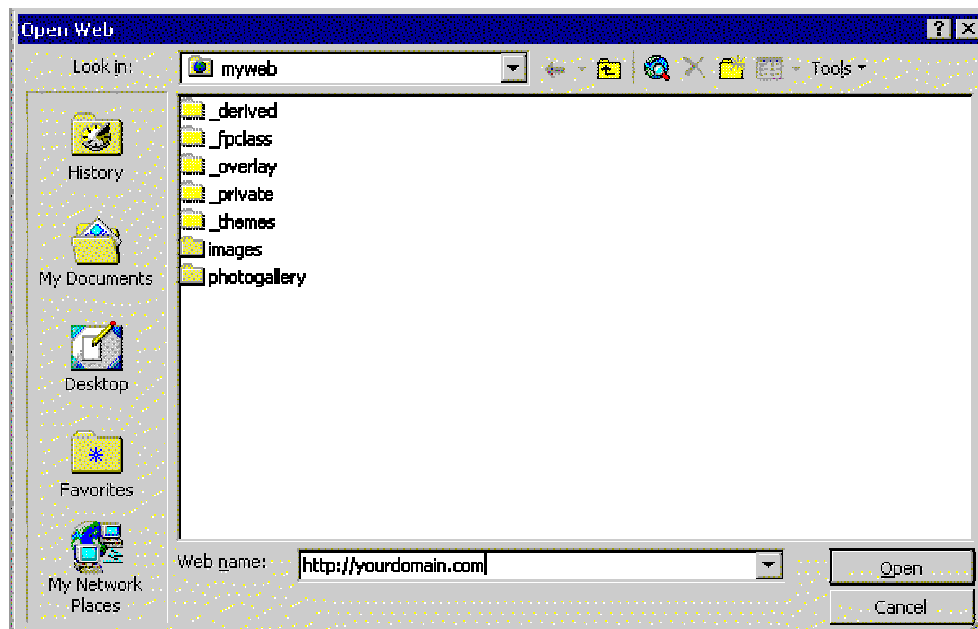 Open Web
Look in:
myweb
Tools
_derived
_fpclass
_overlay
_private
_themes
images
photogallery
History
My Documents
Desktop
Favorites
My Network
Places
Web name:
http://yourdomain.com
Open
Cancel